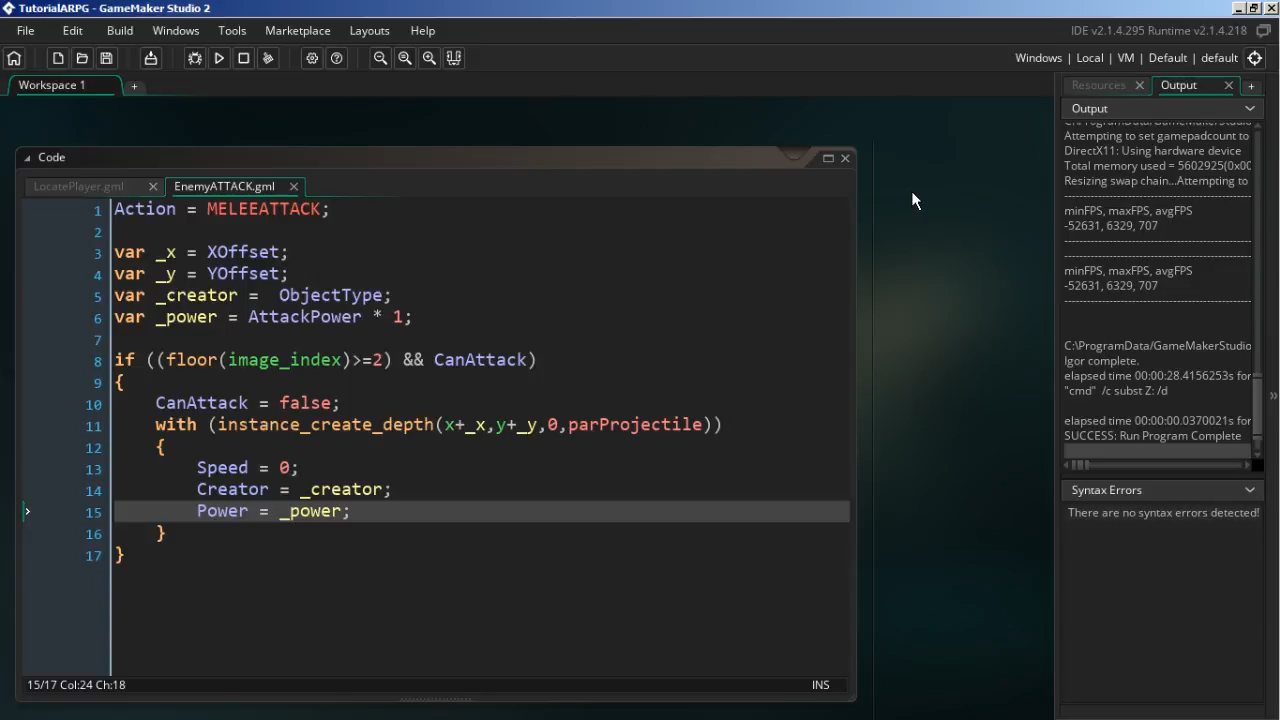 TutorialARPG - GameMaker Studio 2
File Edit Build Windows Tools Marketplace Layouts Help
IDE v2.1.4.295 Runtime v2.1.4.218
Windows | Local | VM | Default | default
Workspace 1
+
Resources Output +
Output
Code
LocatePlayer.gml EnemyATTACK.gml
1 Action = MELEEATTACK;
2
3 var _x = XOffset;
4 var _y = YOffset;
5 var _creator =  ObjectType;
6 var _power = AttackPower * 1;
7
8 if ((floor(image_index)>=2) && CanAttack)
9 {
10 CanAttack = false;
11 with (instance_create_depth(x+_x,y+_y,0,parProjectile))
12 {
13 Speed = 0;
14 Creator = _creator;
15 Power = _power;
16 }
17 }
15/17 Col:24 Ch:18
INS
C:\ProgramData\GameMakerStudio
Attempting to set gamepadcount to
DirectX11: Using hardware device
Total memory used = 5602925(0x00
Resizing swap chain...Attempting to
minFPS, maxFPS, avgFPS
-52631, 6329, 707
minFPS, maxFPS, avgFPS
-52631, 6329, 707
C:\ProgramData/GameMakerStudio
Igor complete.
elapsed time 00:00:28.4156253s for
"cmd"  /c subst Z: /d
elapsed time 00:00:00.0370021s for
SUCCESS: Run Program Complete
Syntax Errors
There are no syntax errors detected!